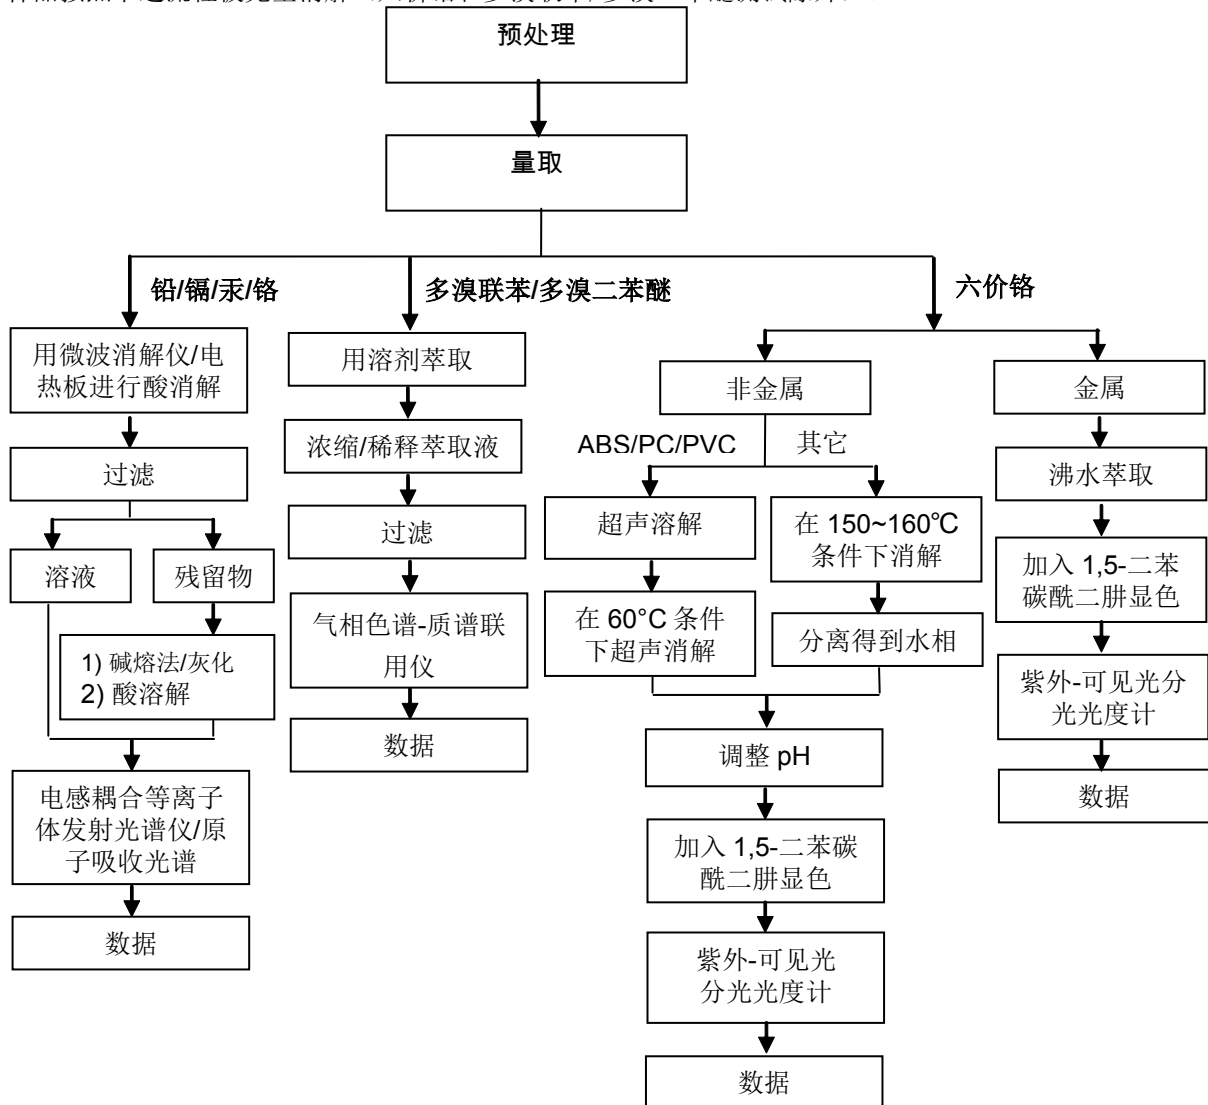 预处理
量取
铅/镉/汞/铬
多溴联苯/多溴二苯醚
六价铬
用微波消解仪/电
热板进行酸消解
过滤
溶液
残留物
1) 碱熔法/灰化
2) 酸溶解
电感耦合等离子
体发射光谱仪/原
子吸收光谱
数据
用溶剂萃取
浓缩/稀释萃取液
过滤
气相色谱-质谱联
用仪
数据
非金属
ABS/PC/PVC
其它
超声溶解
在 60°C 条件
下超声消解
在 150~160℃
条件下消解
分离得到水相
调整 pH
加入 1,5-二苯碳
酰二肼显色
紫外-可见光
分光光度计
数据
金属
沸水萃取
加入 1,5-二苯
碳酰二肼显色
紫外-可见光分
光光度计
数据